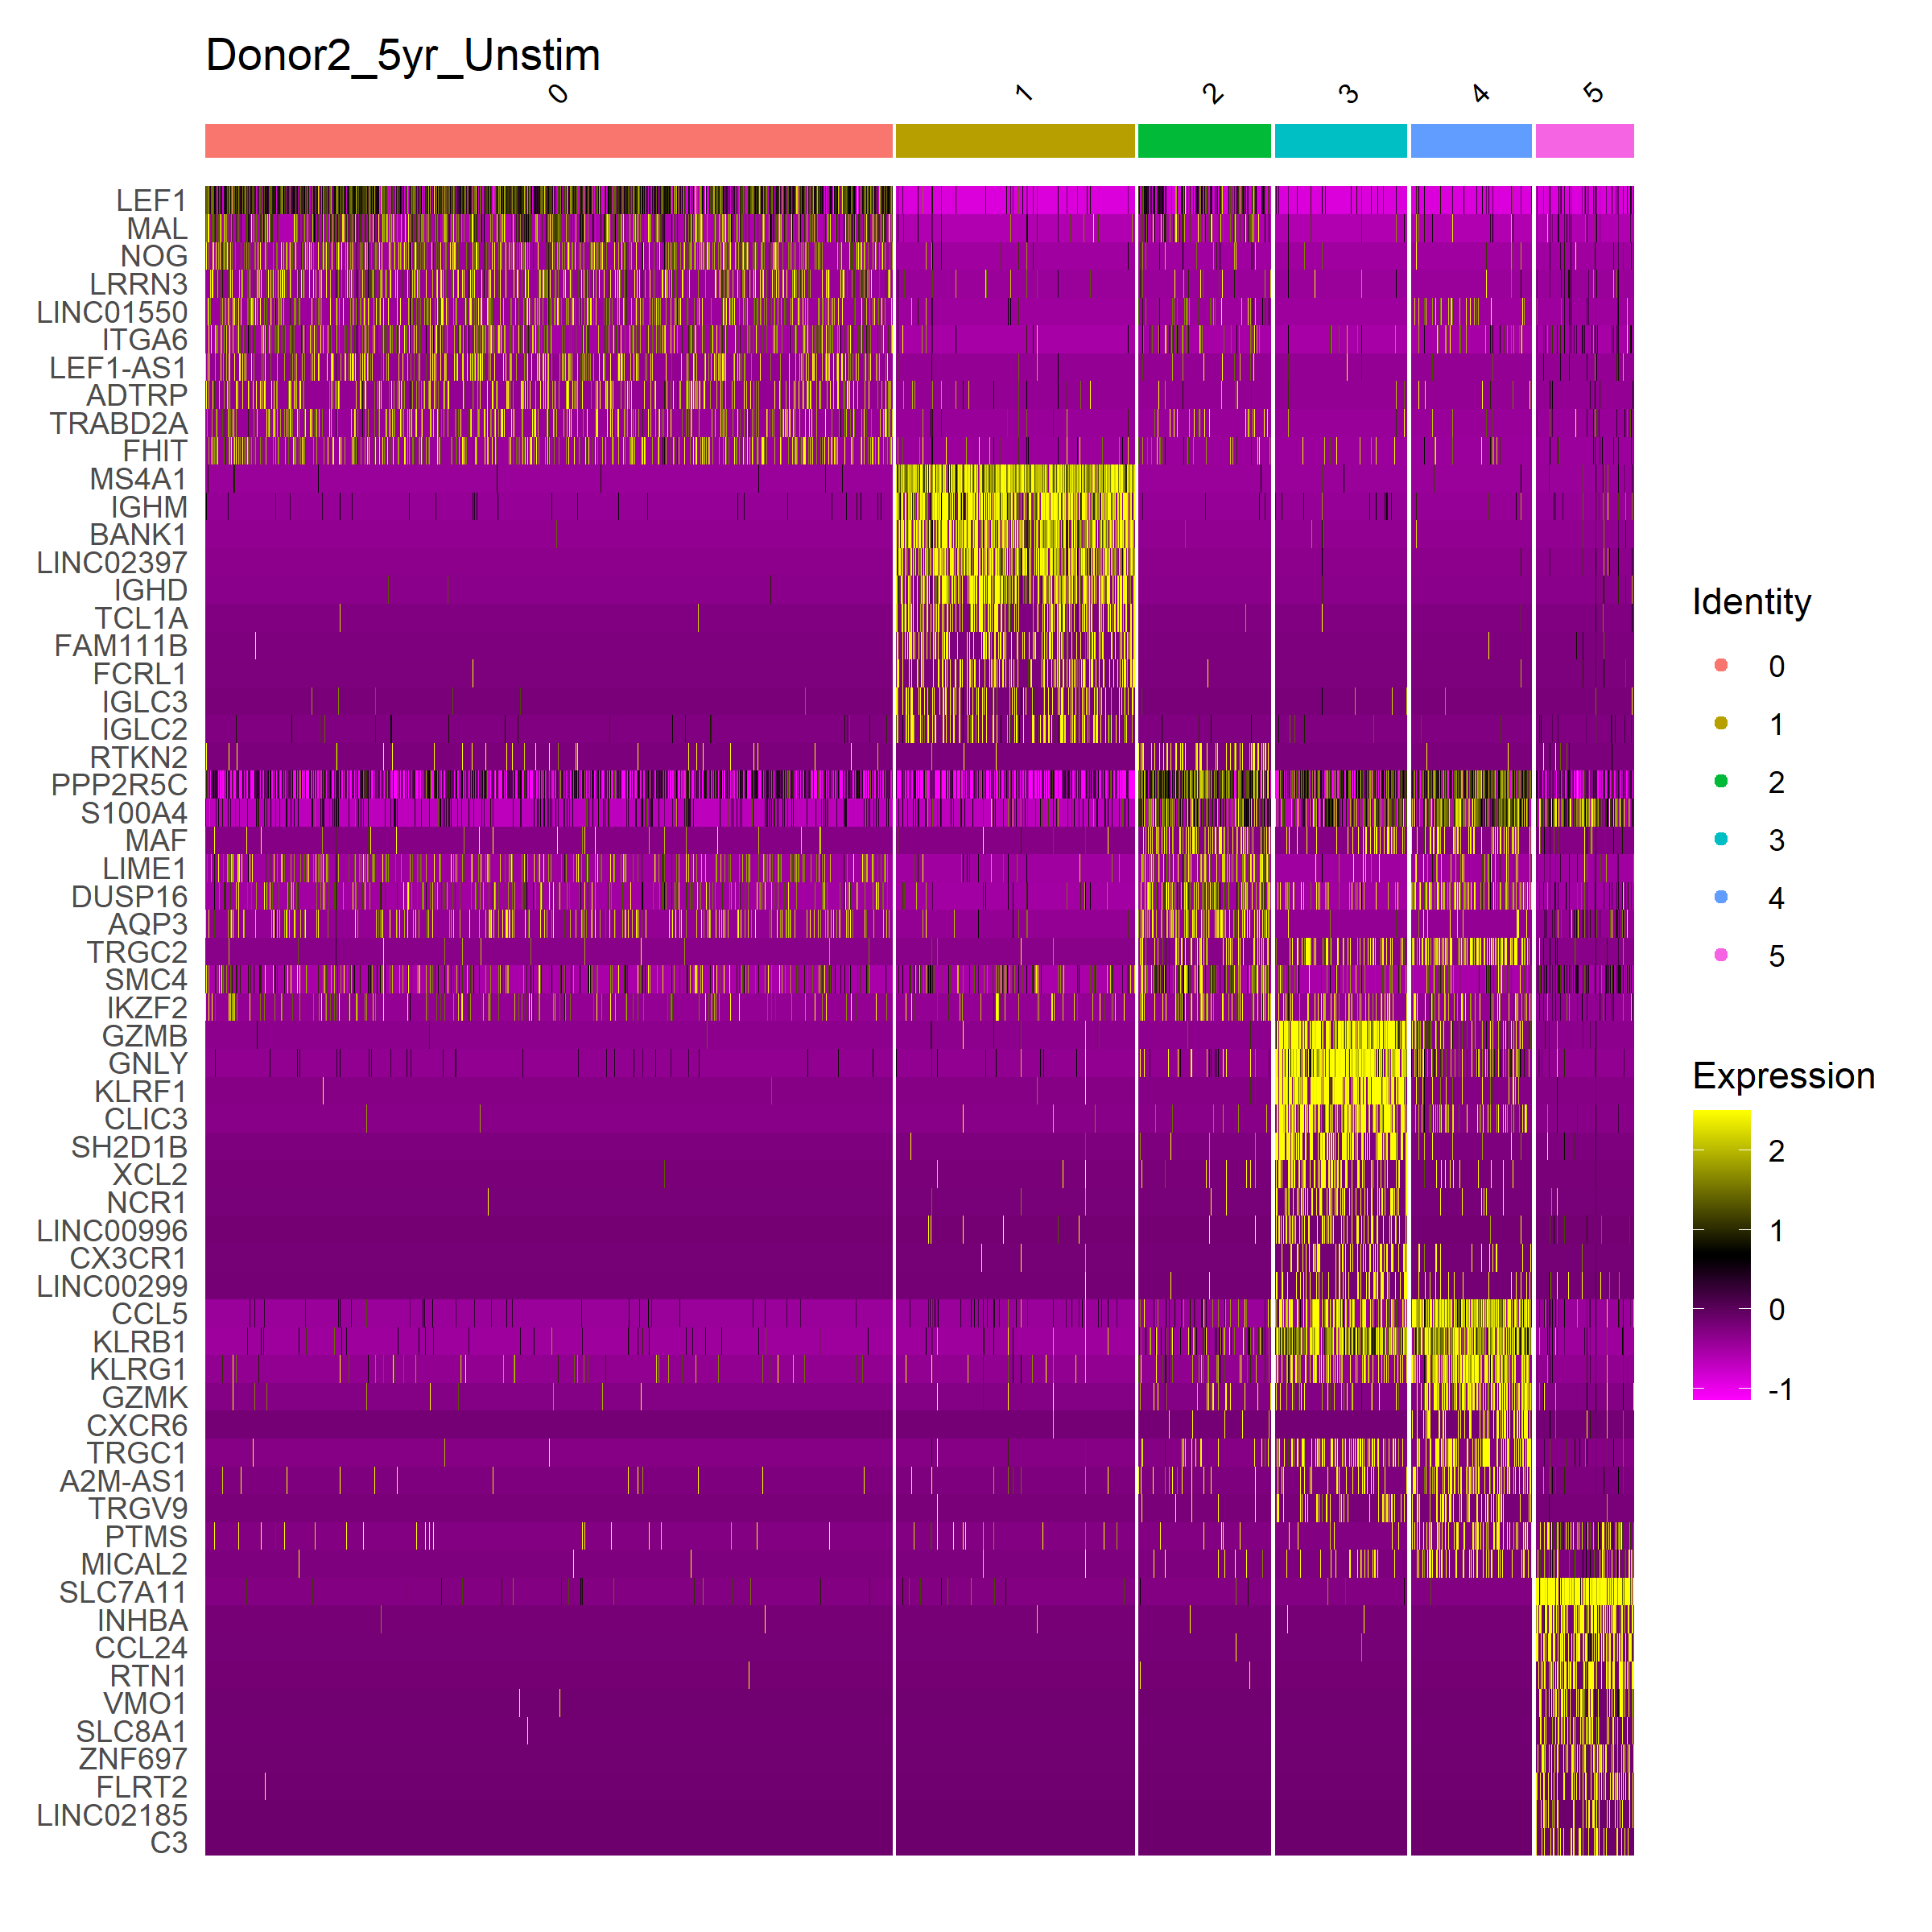 Donor2_5yr_Unstim
0 1 2 3 4 5
LEF1
MAL
NOG
LRRN3
LINC01550
ITGA6
LEF1-AS1
ADTRP
TRABD2A
FHIT
MS4A1
IGHM
BANK1
LINC02397
IGHD
TCL1A
FAM111B
FCRL1
IGLC3
IGLC2
RTKN2
PPP2R5C
S100A4
MAF
LIME1
DUSP16
AQP3
TRGC2
SMC4
IKZF2
GZMB
GNLY
KLRF1
CLIC3
SH2D1B
XCL2
NCR1
LINC00996
CX3CR1
LINC00299
CCL5
KLRB1
KLRG1
GZMK
CXCR6
TRGC1
A2M-AS1
TRGV9
PTMS
MICAL2
SLC7A11
INHBA
CCL24
RTN1
VMO1
SLC8A1
ZNF697
FLRT2
LINC02185
C3
Identity
0
1
2
3
4
5
Expression
2
1
0
-1